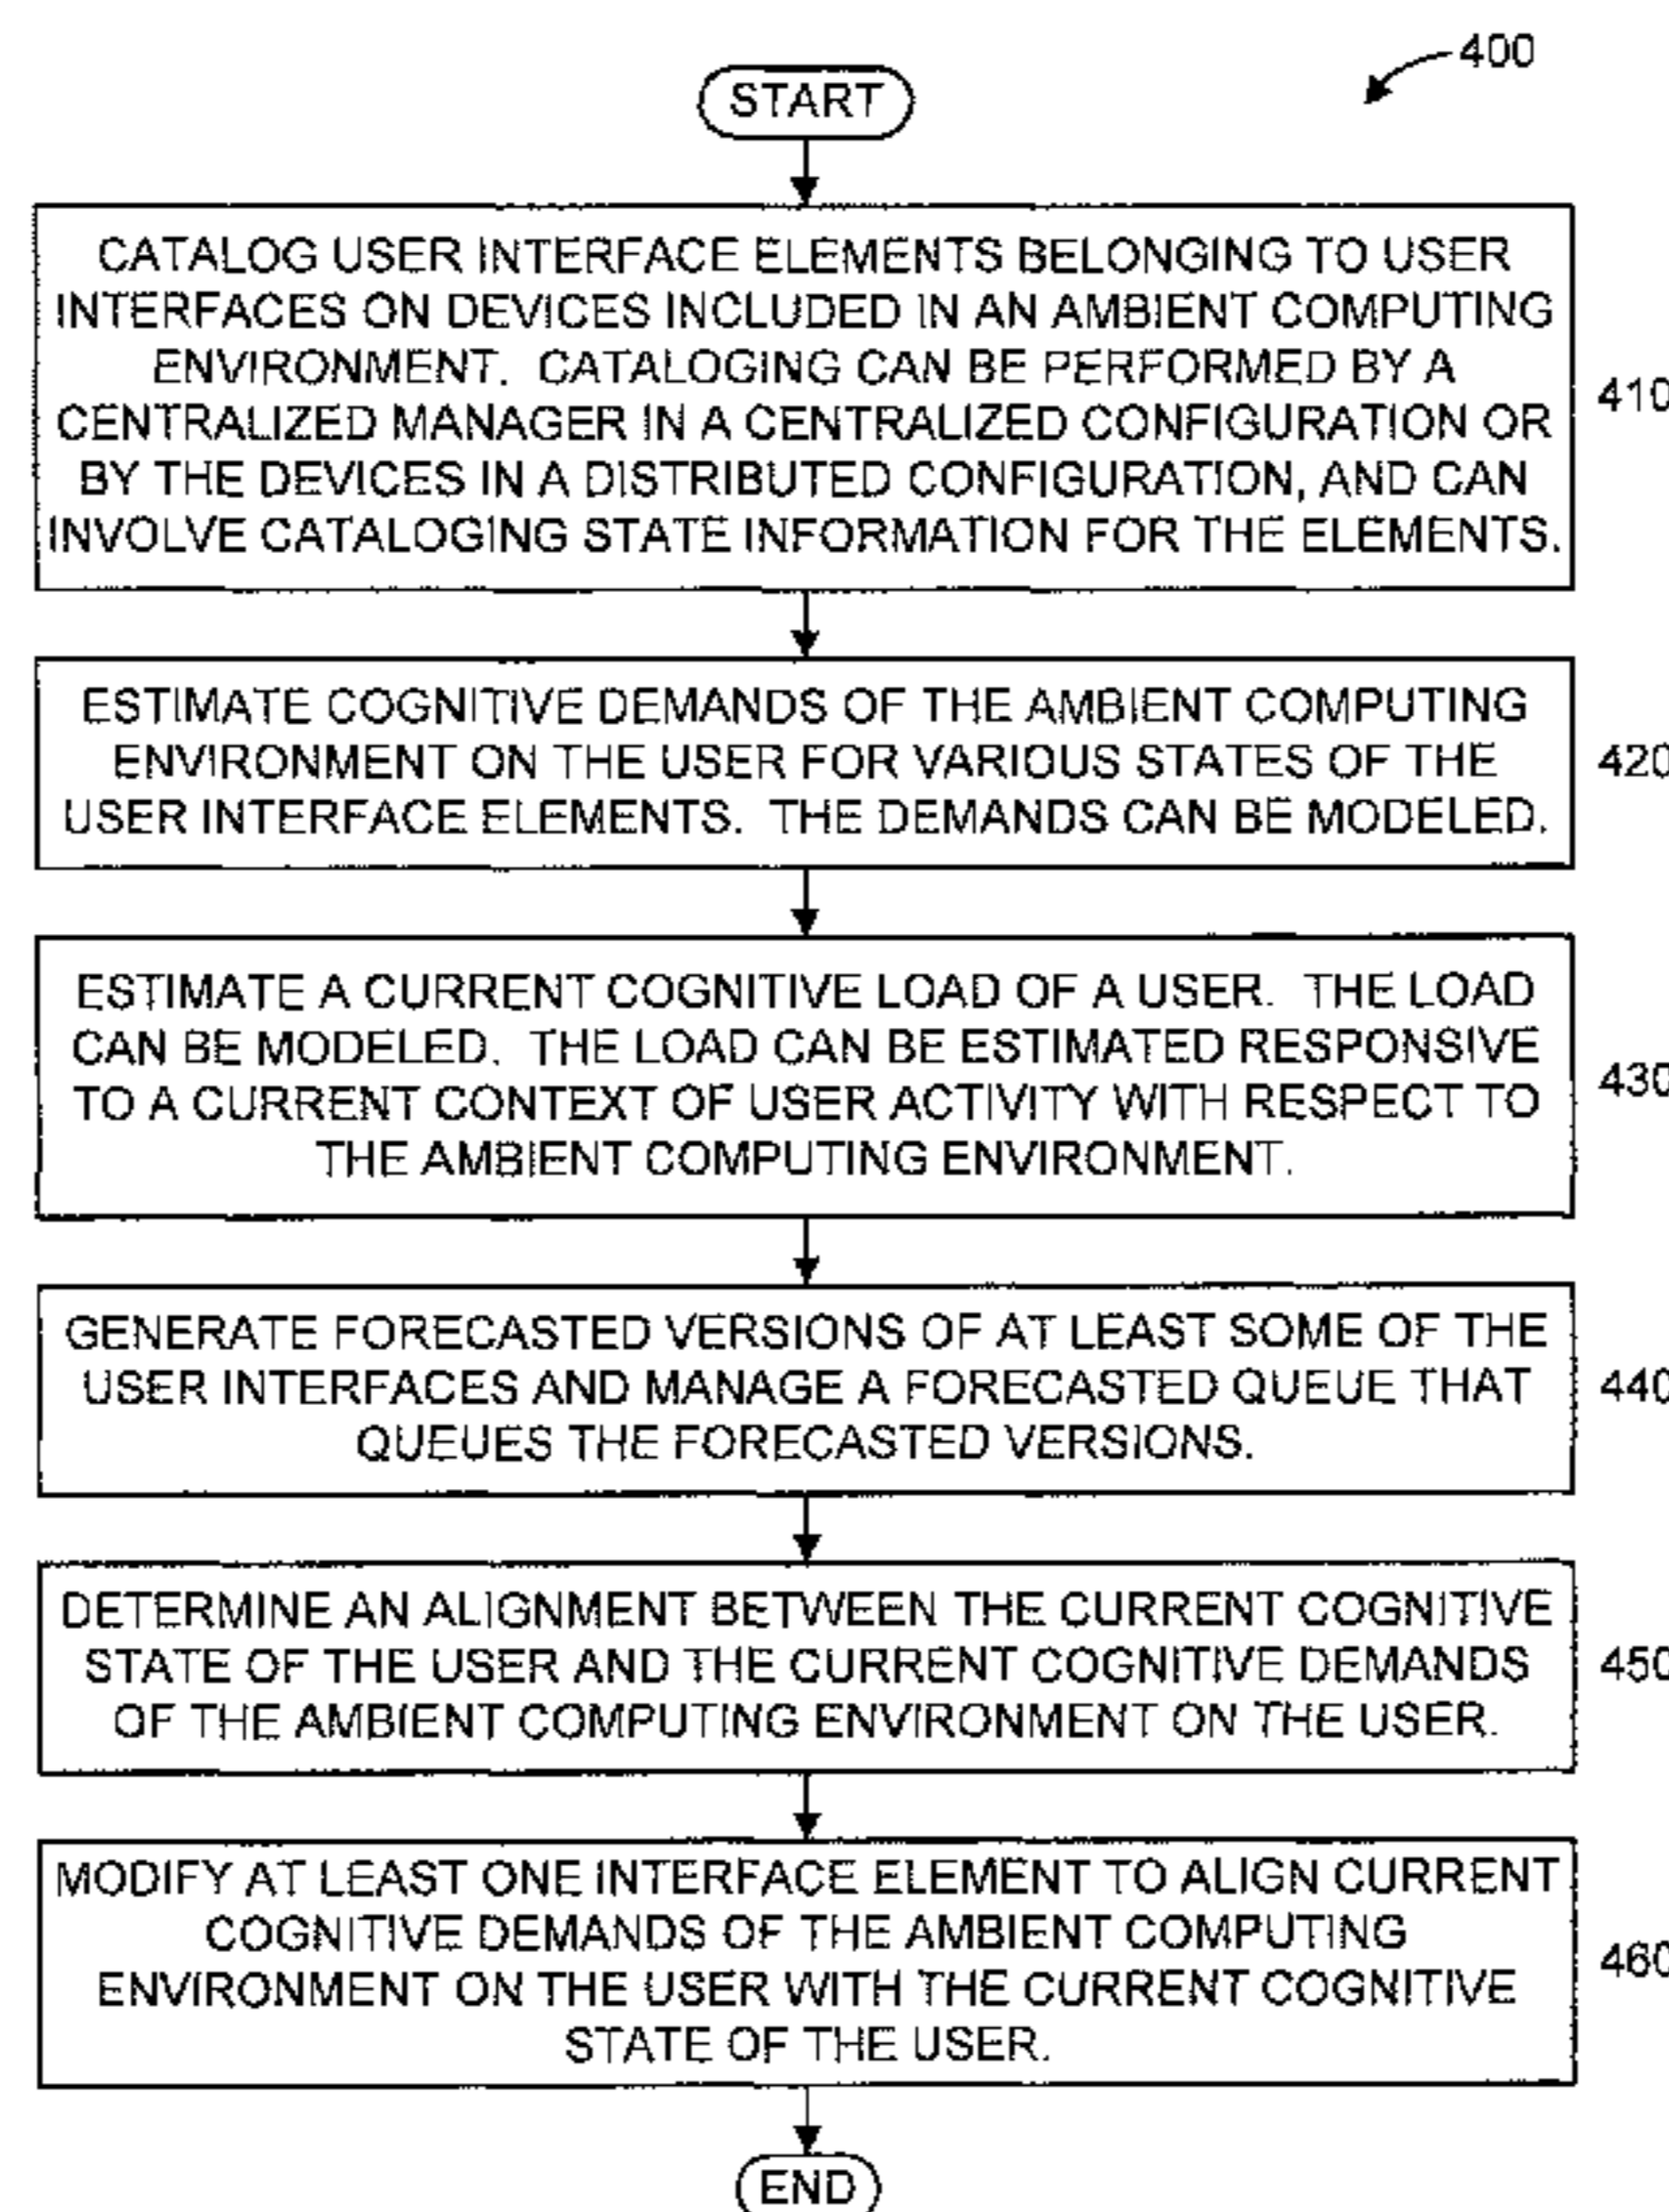 400
START
CATALOG USER INTERFACE ELEMENTS BELONGING TO USER
INTERFACES ON DEVICES INCLUDED IN AN AMBIENT COMPUTING
ENVIRONMENT. CATALOGING CAN BE PERFORMED BY A
CENTRALIZED MANAGER IN A CENTRALIZED CONFIGURATION OR
BY THE DEVICES IN A DISTRIBUTED CONFIGURATION, AND CAN
INVOLVE CATALOGING STATE INFORMATION FOR THE ELEMENTS.
410
ESTIMATE COGNITIVE DEMANDS OF THE AMBIENT COMPUTING
ENVIRONMENT ON THE USER FOR VARIOUS STATES OF THE
USER INTERFACE ELEMENTS. THE DEMANDS CAN BE MODELED.
420
ESTIMATE A CURRENT COGNITIVE LOAD OF A USER. THE LOAD
CAN BE MODELED. THE LOAD CAN BE ESTIMATED RESPONSIVE
TO A CURRENT CONTEXT OF USER ACTIVITY WITH RESPECT TO
THE AMBIENT COMPUTING ENVIRONMENT.
430
GENERATE FORECASTED VERSIONS OF AT LEAST SOME OF THE
USER INTERFACES AND MANAGE A FORECASTED QUEUE THAT
QUEUES THE FORECASTED VERSIONS.
440
DETERMINE AN ALIGNMENT BETWEEN THE CURRENT COGNITIVE
STATE OF THE USER AND THE CURRENT COGNITIVE DEMANDS
OF THE AMBIENT COMPUTING ENVIRONMENT ON THE USER.
450
MODIFY AT LEAST ONE INTERFACE ELEMENT TO ALIGN CURRENT
COGNITIVE DEMANDS OF THE AMBIENT COMPUTING
ENVIRONMENT ON THE USER WITH THE CURRENT COGNITIVE
STATE OF THE USER.
460
END